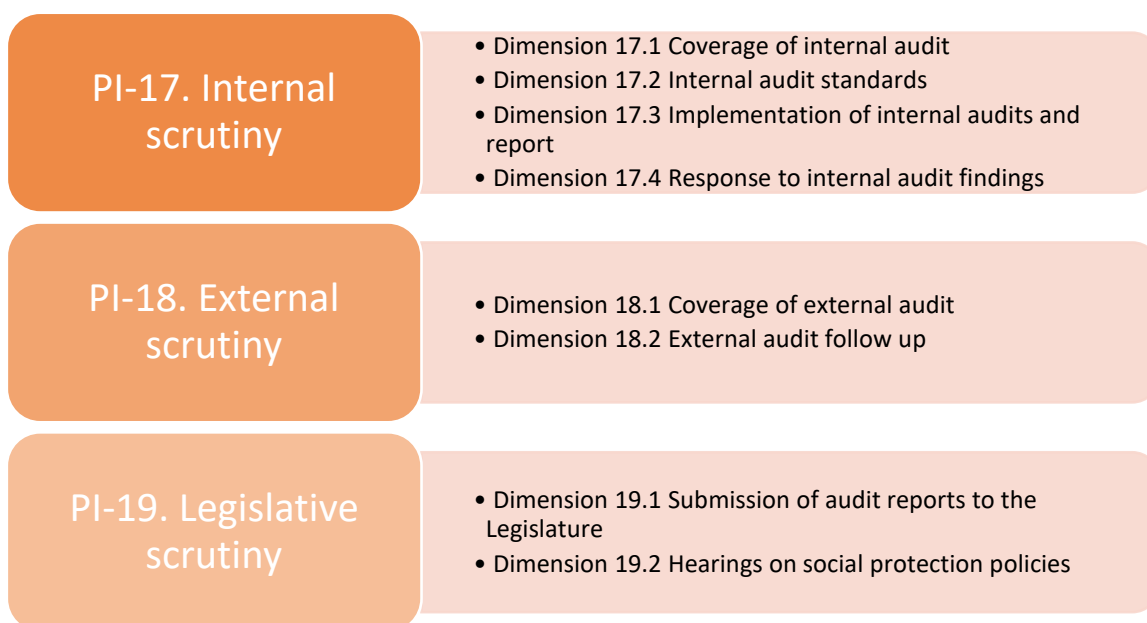 PI-17. Internal
scrutiny
• Dimension 17.1 Coverage of internal audit
• Dimension 17.2 Internal audit standards
• Dimension 17.3 Implementation of internal audits and
report
• Dimension 17.4 Response to internal audit findings
PI-18. External
scrutiny
• Dimension 18.1 Coverage of external audit
• Dimension 18.2 External audit follow up
PI-19. Legislative
scrutiny
• Dimension 19.1 Submission of audit reports to the
Legislature
• Dimension 19.2 Hearings on social protection policies